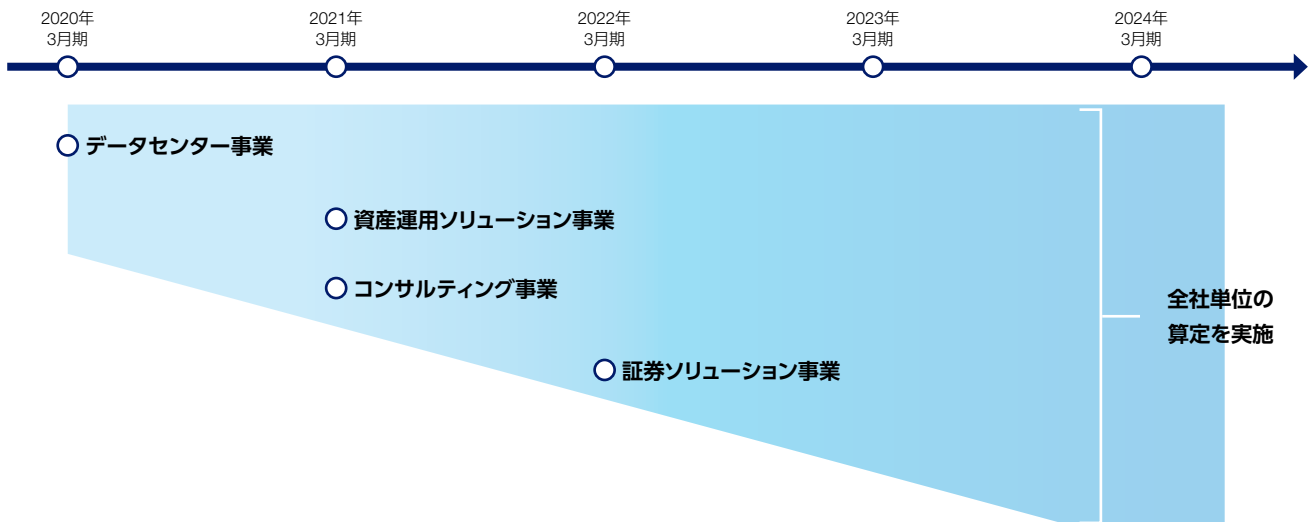 2020年
3月期
2021年
3月期
2022年
3月期
2023年
3月期
2024年
3月期
データセンター事業
資産運用ソリューション事業
コンサルティング事業
証券ソリューション事業
全社単位の
算定を実施